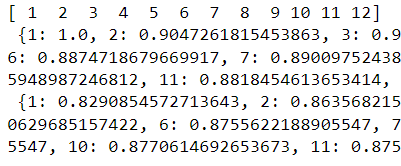 [ 1 2 3 4 5 6 7 8 9 10 11 12]
{1: 1.0, 2: 0.9047261815453863, 3: 0.9
6: 0.8874718679669917, 7: 0.89009752438
5948987246812, 11: 0.8818454613653414,
{1: 0.8290854572713643, 2: 0.863568215
0629685157422, 6: 0.8755622188905547, 7
5547, 10: 0.8770614692653673, 11: 0.875